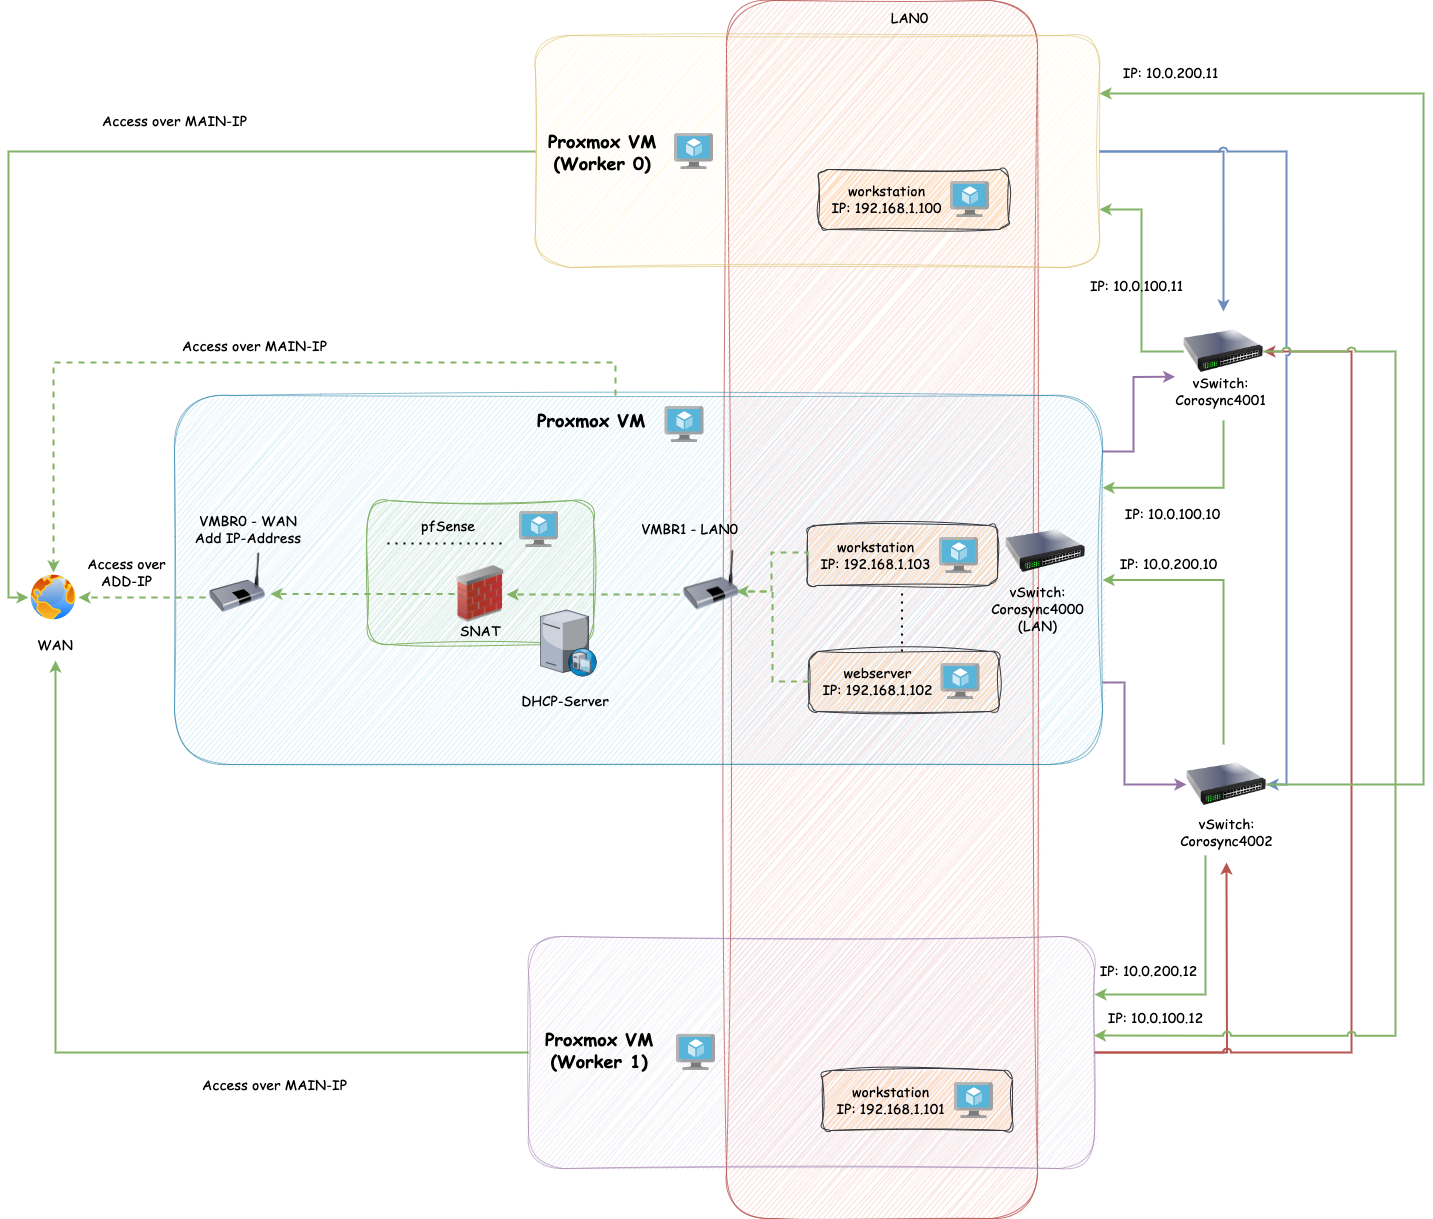 LAN0
IP: 10.0.200.11
Access over MAIN-IP
Proxmox VM
(Worker 0)
workstation
IP: 192.168.1.100
IP: 10.0.100.11
Access over MAIN-IP
vSwitch:
Corosync4001
Proxmox VM
VMBR0 - WAN
Add IP-Address
pfSense
VMBR1 - LAN0
IP: 10.0.100.10
workstation
IP: 192.168.1.103
IP: 10.0.200.10
Access over
ADD-IP
vSwitch:
Corosync4000
(LAN)
SNAT
WAN
webserver
IP: 192.168.1.102
DHCP-Server
vSwitch:
Corosync4002
IP: 10.0.200.12
IP: 10.0.100.12
Proxmox VM
(Worker 1)
Access over MAIN-IP
workstation
IP: 192.168.1.101